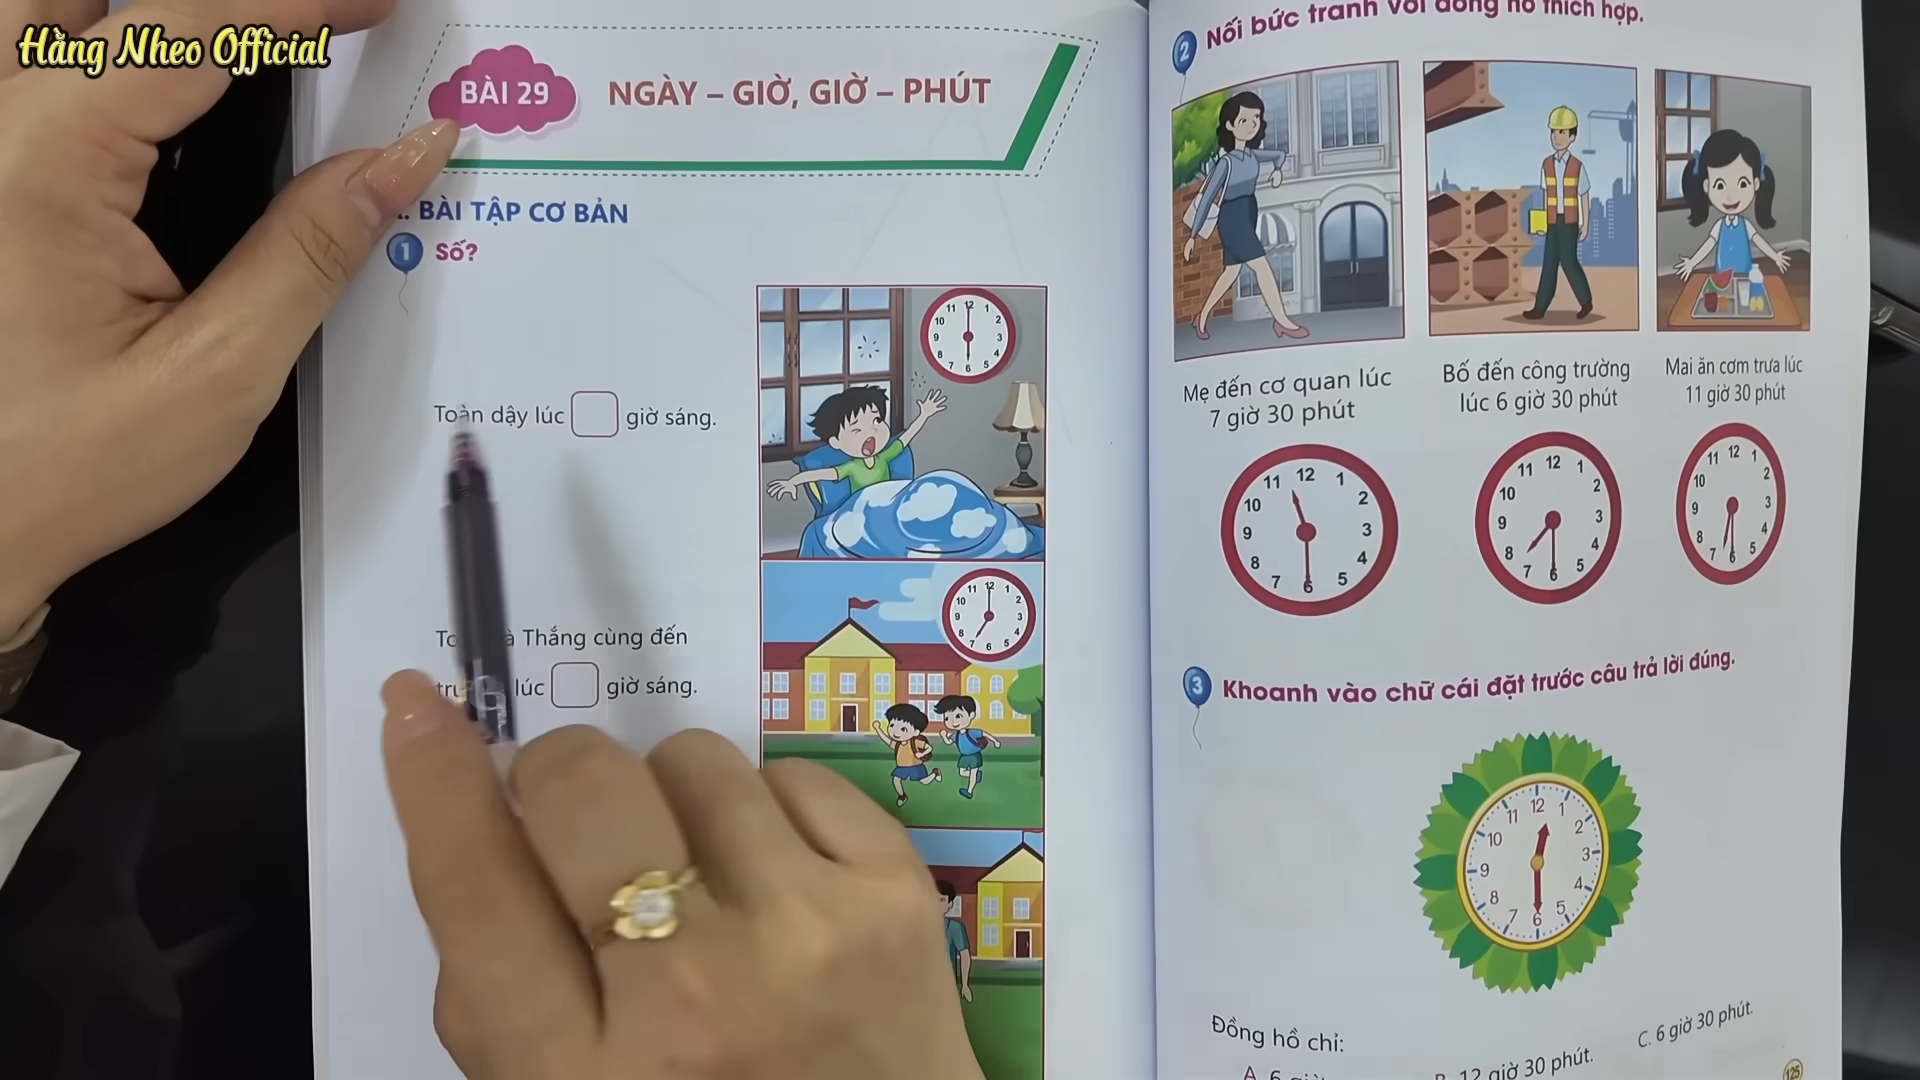 Hằng Nheo Official
BÀI 29
NGÀY – GIỜ, GIỜ – PHÚT
BÀI TẬP CƠ BẢN
1 Số?
Toàn dậy lúc giờ sáng.
Thắng cùng đến
lúc giờ sáng.
2 Nối bức tranh với đồng hồ thích hợp.
Mẹ đến cơ quan lúc
7 giờ 30 phút
Bố đến công trường
lúc 6 giờ 30 phút
Mai ăn cơm trưa lúc
11 giờ 30 phút
3 Khoanh vào chữ cái đặt trước câu trả lời đúng.
Đồng hồ chỉ:
A. 6
B. 12 giờ 30 phút.
C. 6 giờ 30 phút.
125